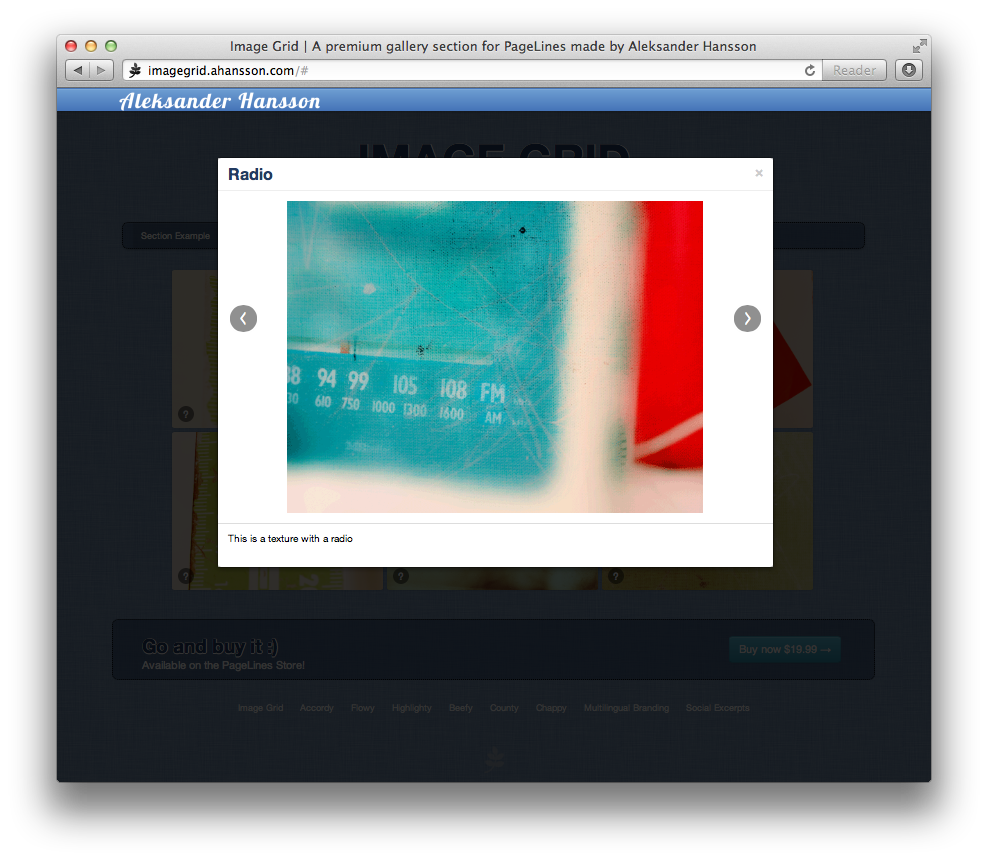 Image Grid | A premium gallery section for PageLines made by Aleksander Hansson
imagegrid.ahansson.com/#
Reader
Aleksander Hansson
IMAGE GRID
Radio
×
Section Example
88 94 99 105 108 FM
610 750 1000 1300 1600 AM
?
This is a texture with a radio
? ? ?
Go and buy it :)
Available on the PageLines Store!
Buy now $19.99 →
Image Grid Accordy Flowy Highlighty Beefy County Chappy Multilingual Branding Social Excerpts